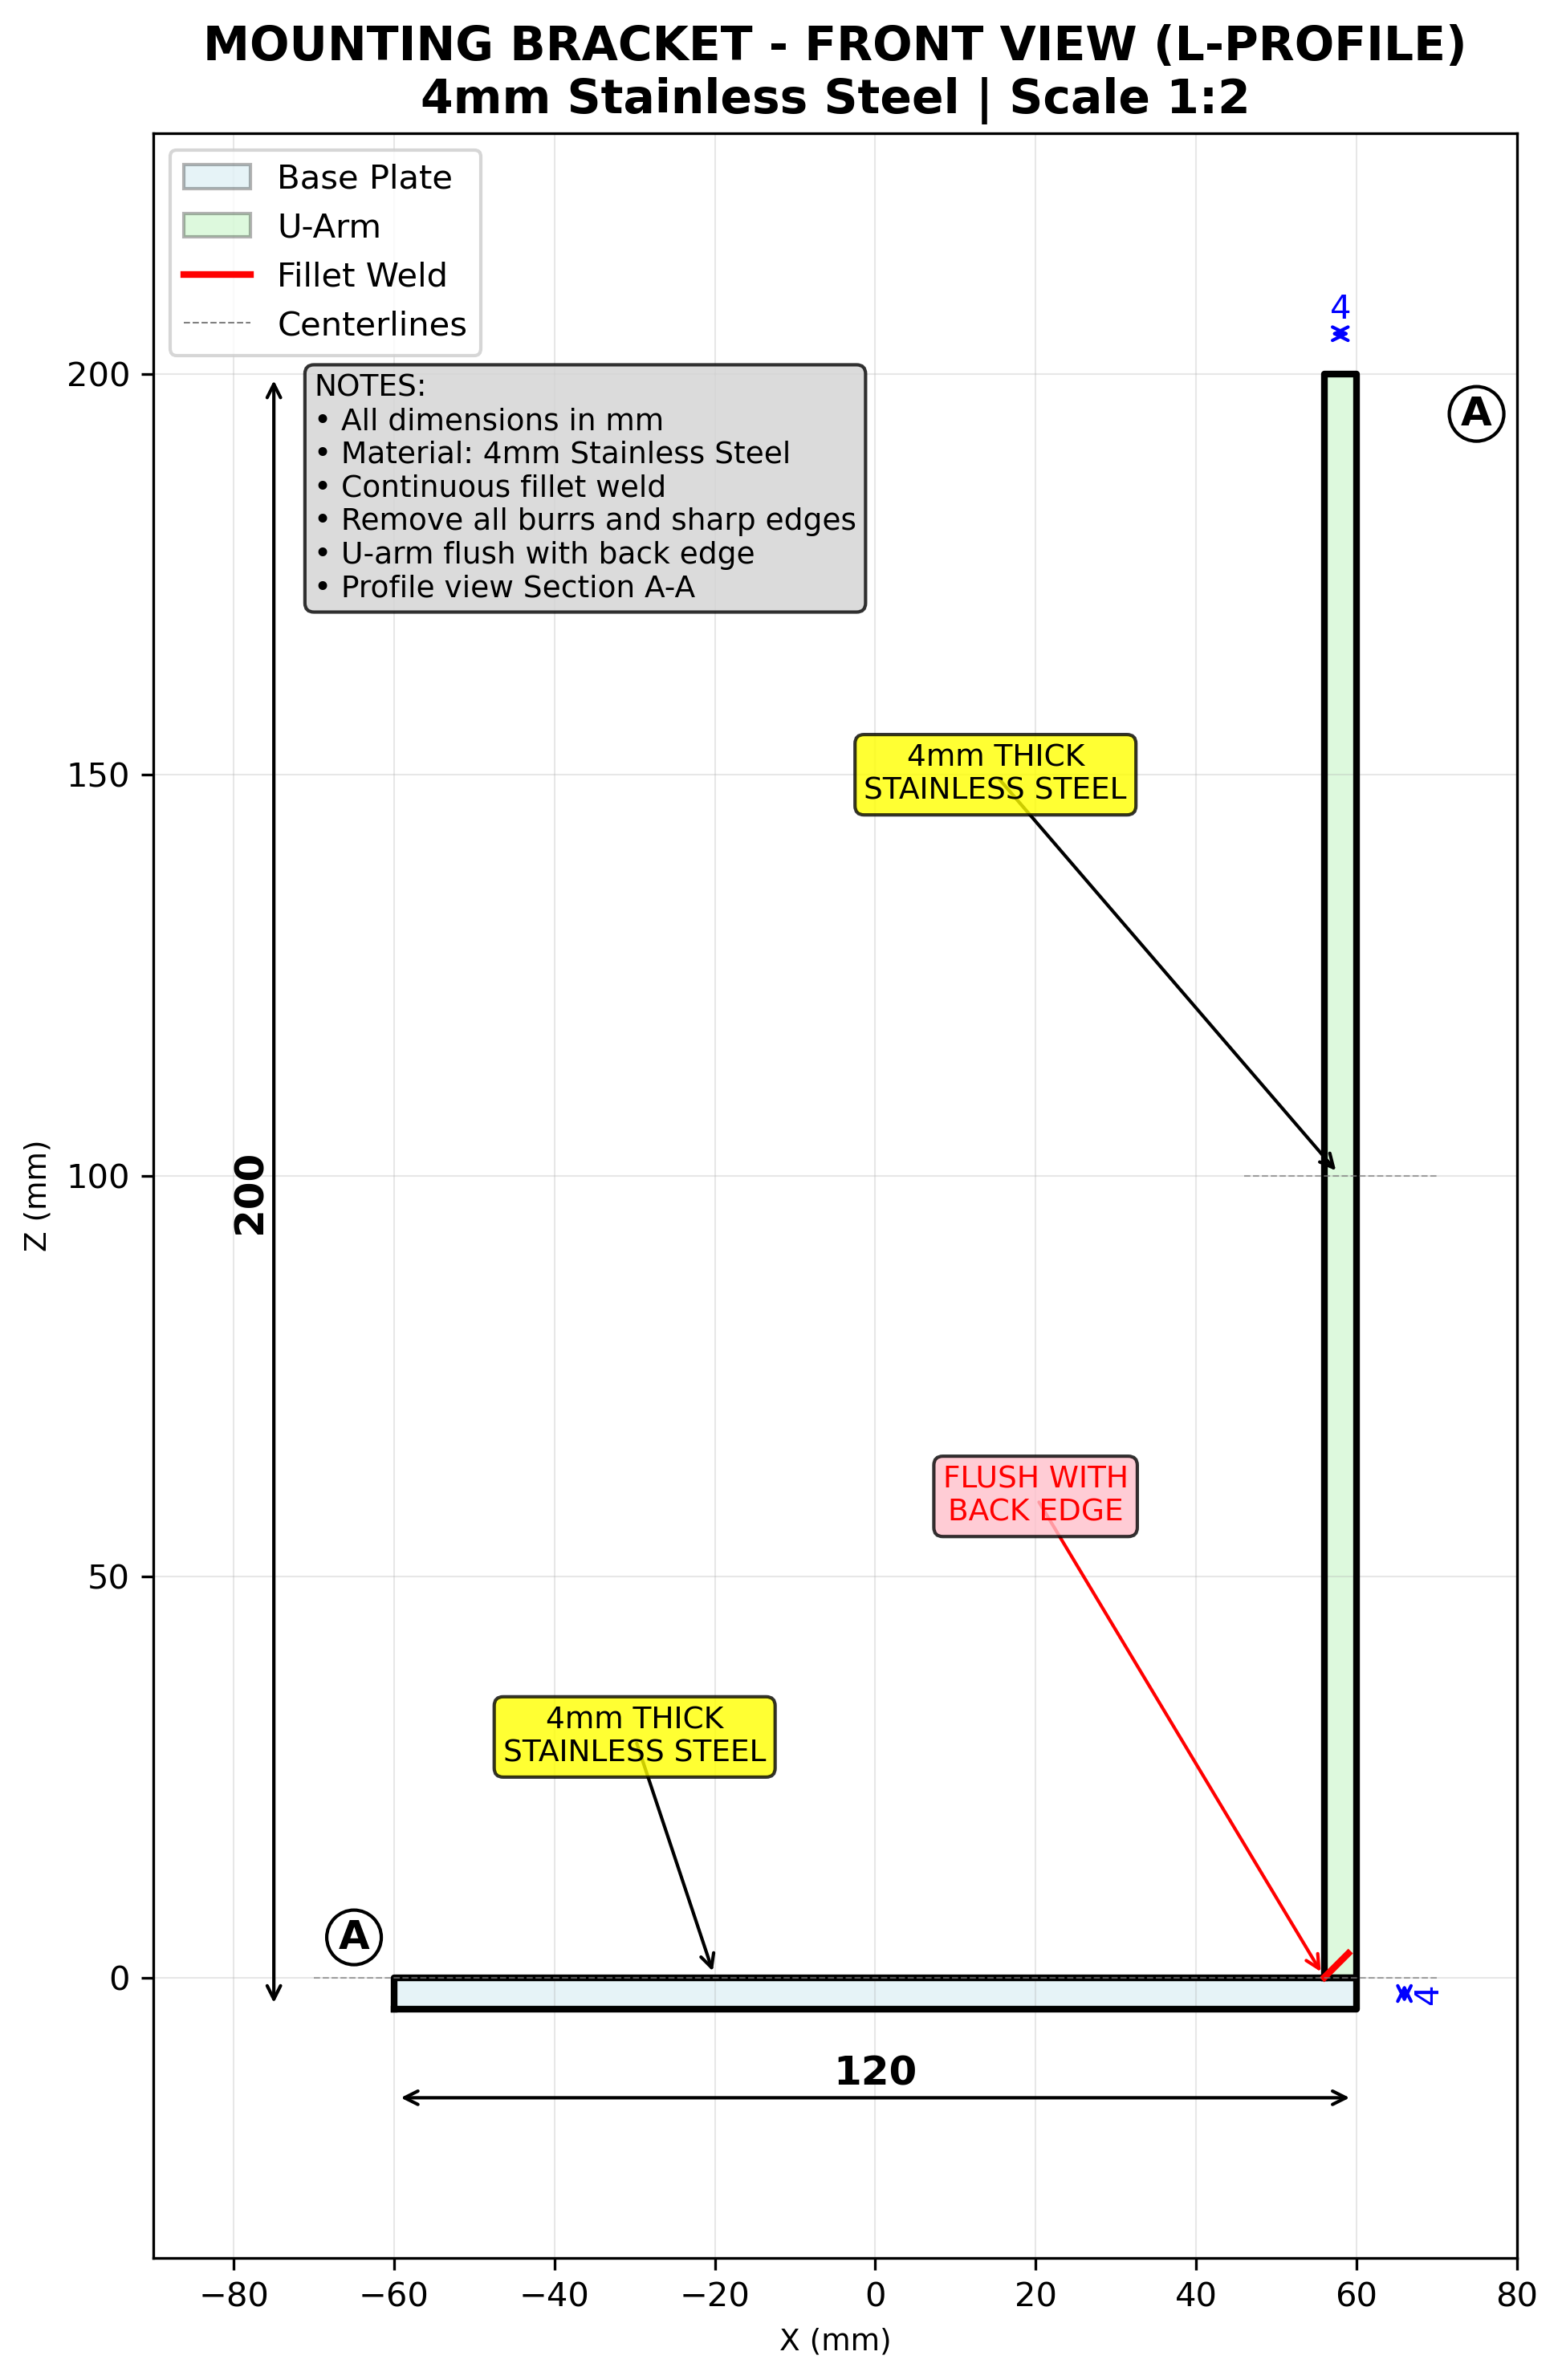 MOUNTING BRACKET - FRONT VIEW (L-PROFILE)
4mm Stainless Steel | Scale 1:2
Base Plate
U-Arm
Fillet Weld
Centerlines
4
A
NOTES:
• All dimensions in mm
• Material: 4mm Stainless Steel
• Continuous fillet weld
• Remove all burrs and sharp edges
• U-arm flush with back edge
• Profile view Section A-A
4mm THICK
STAINLESS STEEL
200
FLUSH WITH
BACK EDGE
4mm THICK
STAINLESS STEEL
A
4
120
200
150
100
50
0
Z (mm)
−80
−60
−40
−20
0
20
40
60
80
X (mm)